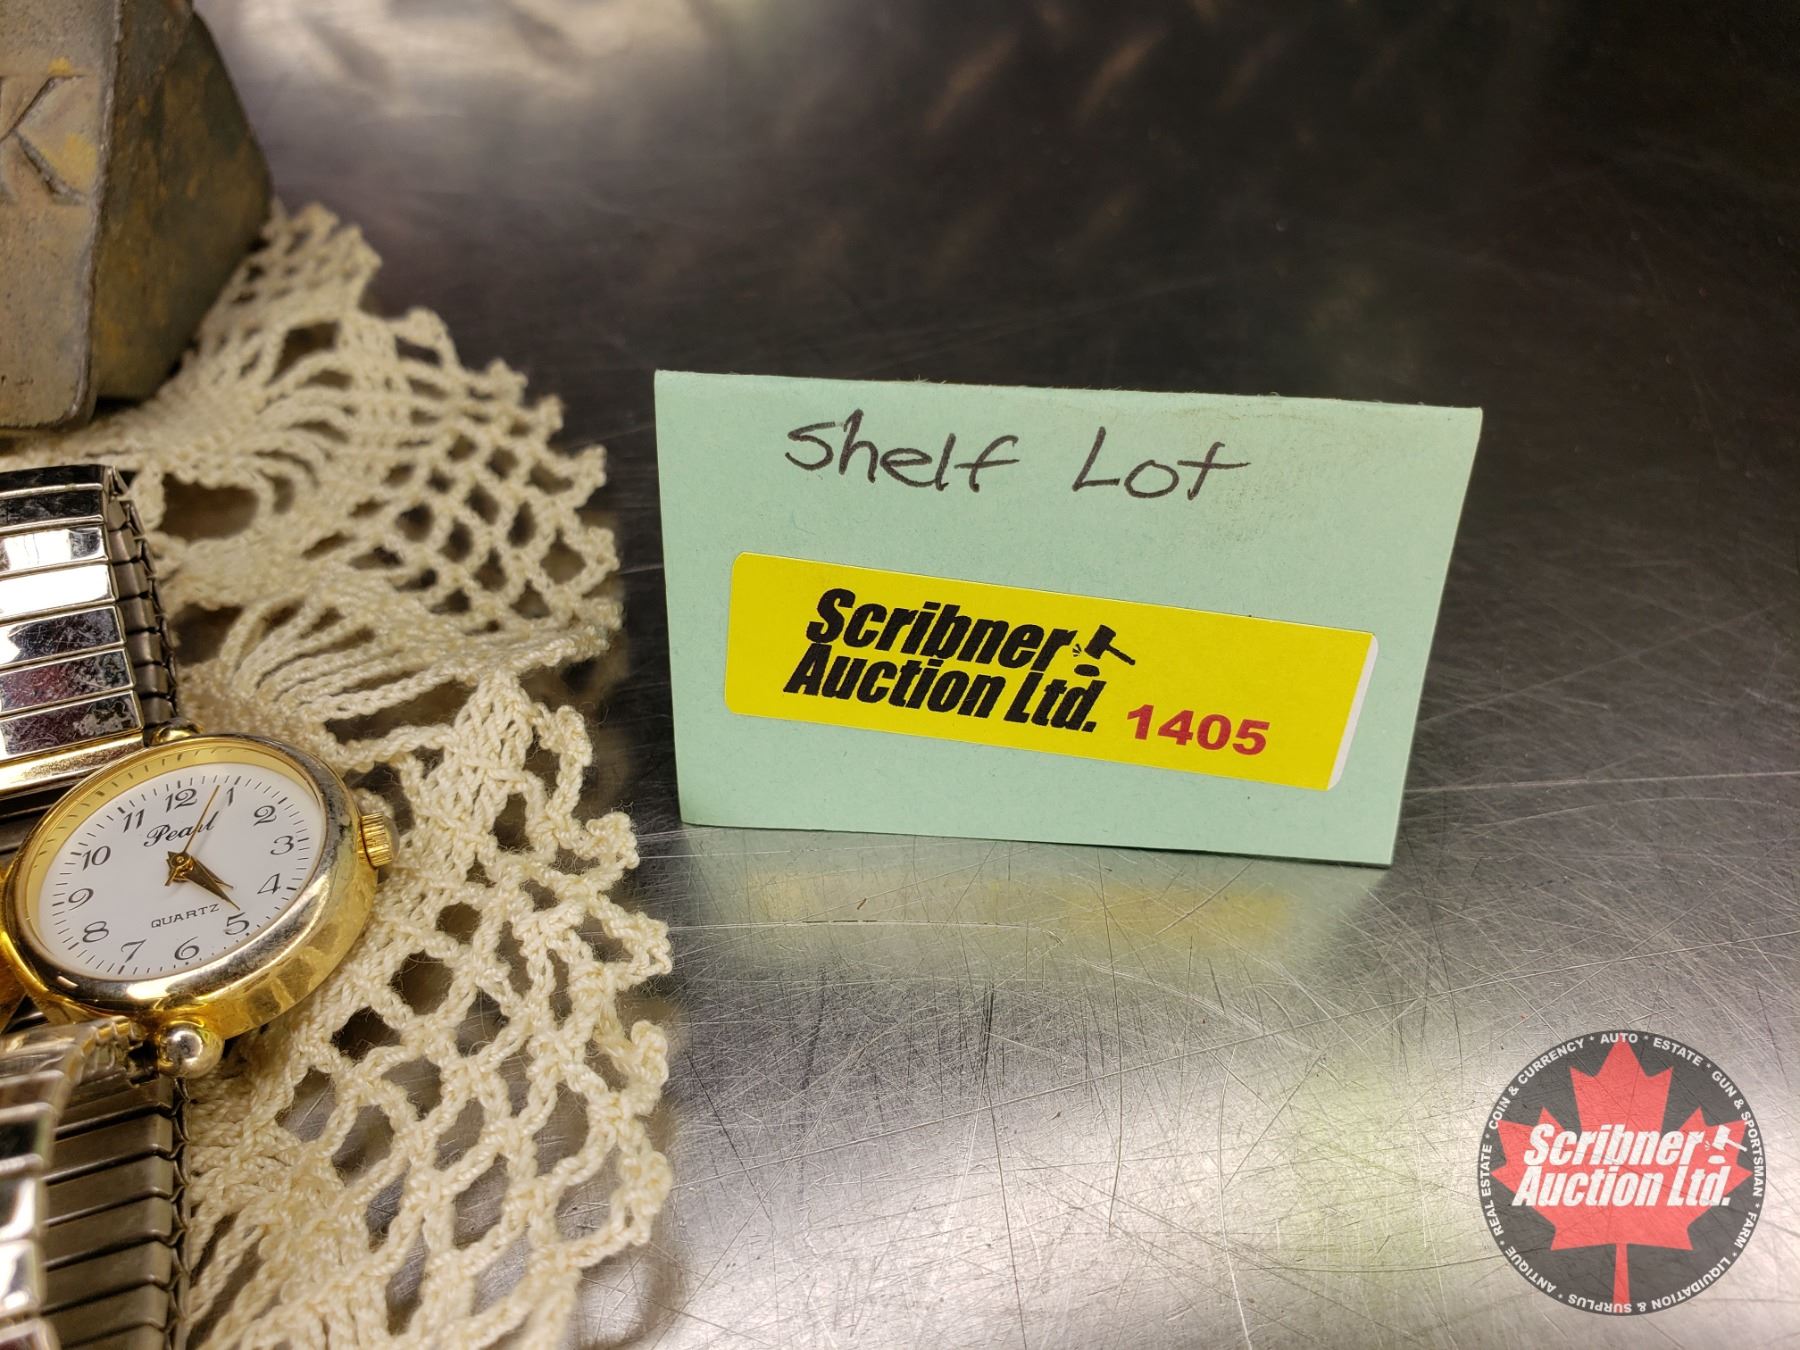 K
Shelf Lot
Scribner
Auction Ltd. 1405
12
1
2
3
4
5
6
7
8
9
10
11
Pearl
QUARTZ
ANTIQUE * REAL ESTATE * COIN & CURRENCY * AUTO * ESTATE * GUN & SPORTSMAN * FARM * LIQUIDATION & SURPLUS *
Scribner
Auction Ltd.